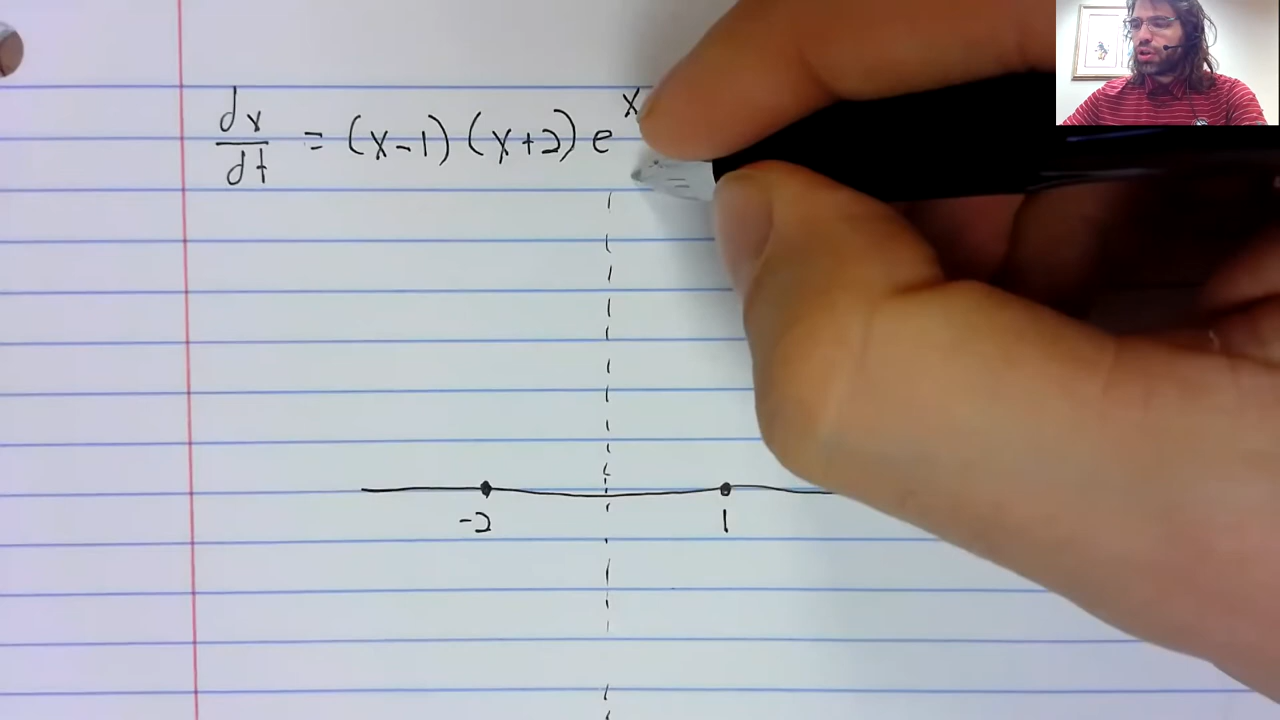 dx/dt = (x-1)(x+2)e^x
-2 1